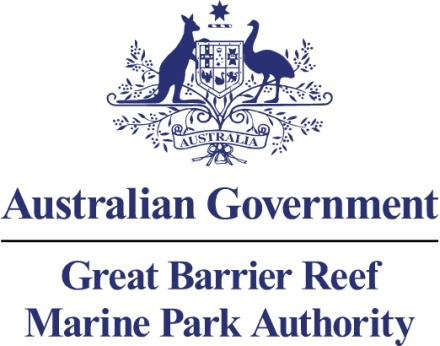 AUSTRALIA
Australian Government
Great Barrier Reef
Marine Park Authority